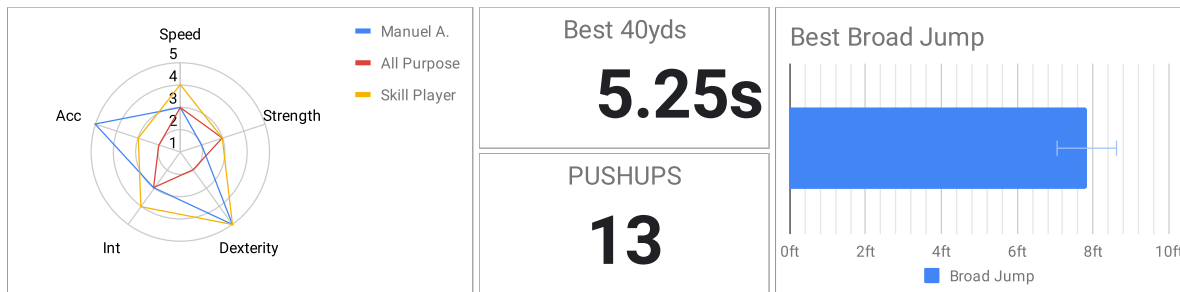 Speed
5
4
3
2
1
Acc
Strength
Int
Dexterity
Manuel A.
All Purpose
Skill Player
Best 40yds
5.25s
PUSHUPS
13
Best Broad Jump
0ft 2ft 4ft 6ft 8ft 10ft
Broad Jump